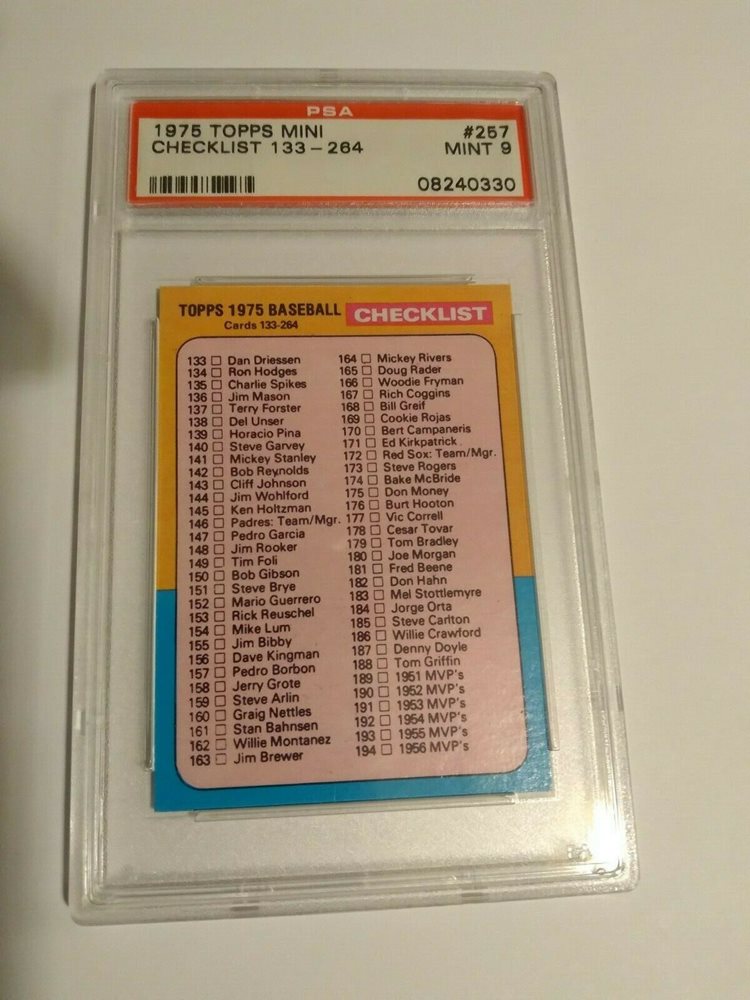 PSA
1975 TOPPS MINI #257
CHECKLIST 133-264 MINT 9
08240330
TOPPS 1975 BASEBALL CHECKLIST
Cards 133-264
133 Dan Driessen
134 Ron Hodges
135 Charlie Spikes
136 Jim Mason
137 Terry Forster
138 Del Unser
139 Horacio Pina
140 Steve Garvey
141 Mickey Stanley
142 Bob Reynolds
143 Cliff Johnson
144 Jim Wohlford
145 Ken Holtzman
146 Padres: Team/Mgr.
147 Pedro Garcia
148 Jim Rooker
149 Tim Foli
150 Bob Gibson
151 Steve Brye
152 Mario Guerrero
153 Rick Reuschel
154 Mike Lum
155 Jim Bibby
156 Dave Kingman
157 Pedro Borbon
158 Jerry Grote
159 Steve Arlin
160 Graig Nettles
161 Stan Bahnsen
162 Willie Montanez
163 Jim Brewer
164 Mickey Rivers
165 Doug Rader
166 Woodie Fryman
167 Rich Coggins
168 Bill Greif
169 Cookie Rojas
170 Bert Campaneris
171 Ed Kirkpatrick
172 Red Sox: Team/Mgr.
173 Steve Rogers
174 Bake McBride
175 Don Money
176 Burt Hooton
177 Vic Correll
178 Cesar Tovar
179 Tom Bradley
180 Joe Morgan
181 Fred Beene
182 Don Hahn
183 Mel Stottlemyre
184 Jorge Orta
185 Steve Carlton
186 Willie Crawford
187 Denny Doyle
188 Tom Griffin
189 1951 MVP's
190 1952 MVP's
191 1953 MVP's
192 1954 MVP's
193 1955 MVP's
194 1956 MVP's